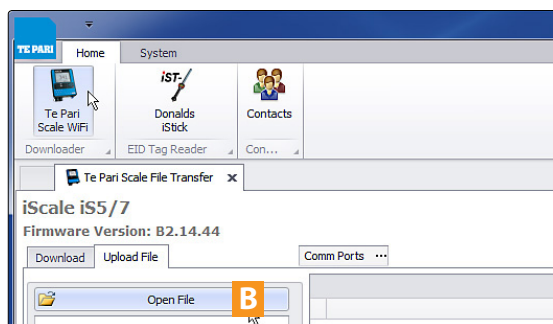 TE PARI
Home
System
iST-/
Te Pari
Scale WiFi
Donalds
iStick
Contacts
Downloader
EID Tag Reader
Con...
Te Pari Scale File Transfer
iScale iS5/7
Firmware Version: B2.14.44
Download
Upload File
Comm Ports ...
Open File
B